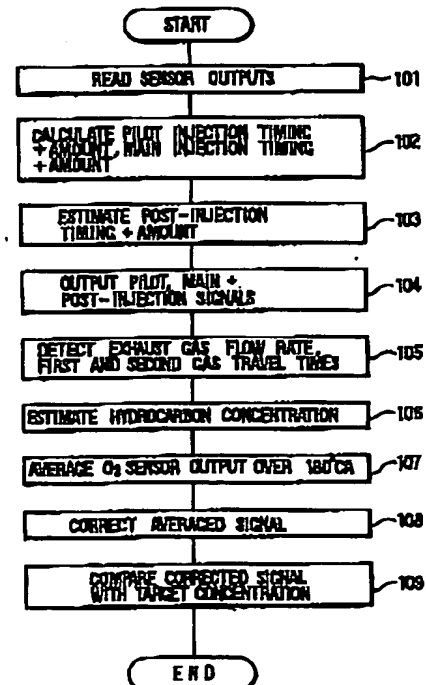 START
READ SENSOR OUTPUTS
101
CALCULATE PILOT INJECTION TIMING
+ AMOUNT, MAIN INJECTION TIMING
+ AMOUNT
102
ESTIMATE POST-INJECTION
TIMING + AMOUNT
103
OUTPUT PILOT, MAIN +
POST-INJECTION SIGNALS
104
DETECT EXHAUST GAS FLOW RATE,
FIRST AND SECOND GAS TRAVEL TIMES
105
ESTIMATE HYDROCARBON CONCENTRATION
106
AVERAGE O₂ SENSOR OUTPUT OVER 180°CA
107
CORRECT AVERAGED SIGNAL
108
COMPARE CORRECTED SIGNAL
WITH TARGET CONCENTRATION
109
END